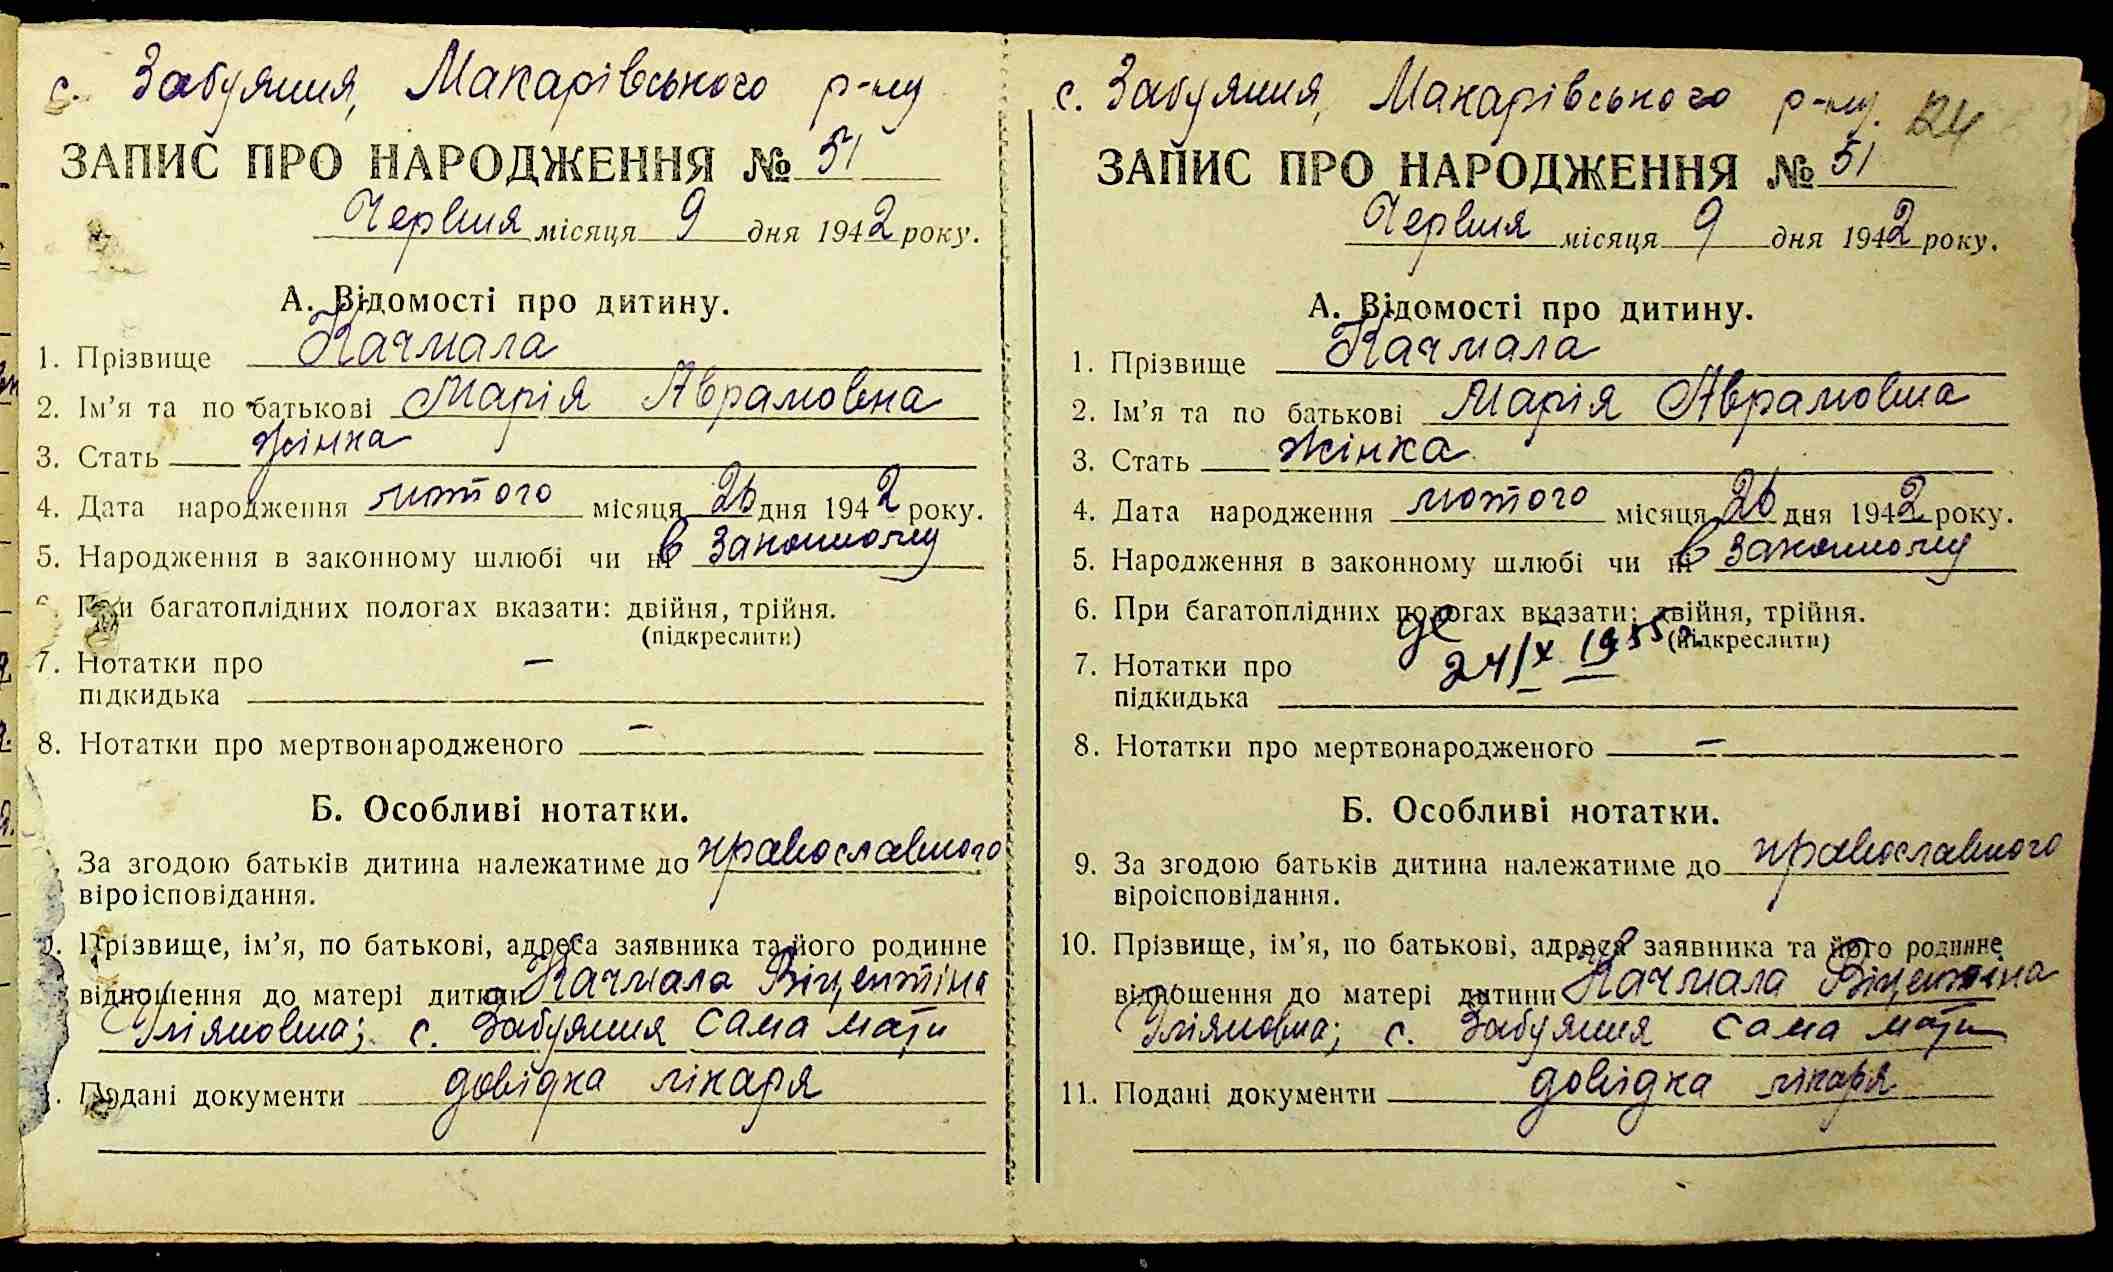 с. Забуяння, Макарівського р-ну
ЗАПИС ПРО НАРОДЖЕННЯ № 51
Червня місяця 9 дня 1942 року.
А. Відомості про дитину.
1. Прізвище Качмала
2. Ім’я та по батькові Марія Аврамовна
3. Стать жінка
4. Дата народження лютого місяця 26 дня 1942 року.
5. Народження в законному шлюбі чи ні в законному
При багатоплідних пологах вказати: двійня, трійня.
(підкреслити)
7. Нотатки про —
підкидька
8. Нотатки про мертвонародженого —
Б. Особливі нотатки.
За згодою батьків дитина належатиме до православного
віроісповідання.
Прізвище, ім’я, по батькові, адреса заявника та його родинне
відношення до матері дитини Качмала Віцентіна
Уліяновна; с. Забуяння сама мати
Подані документи довідка лікаря
с. Забуяння, Макарівського р-ну. 124
ЗАПИС ПРО НАРОДЖЕННЯ № 51
Червня місяця 9 дня 1942 року.
А. Відомості про дитину.
1. Прізвище Качмала
2. Ім’я та по батькові Марія Аврамовна
3. Стать жінка
4. Дата народження лютого місяця 26 дня 1942 року.
5. Народження в законному шлюбі чи ні в законному
6. При багатоплідних пологах вказати: двійня, трійня.
(підкреслити)
7. Нотатки про 24/X 1955
підкидька
8. Нотатки про мертвонародженого —
Б. Особливі нотатки.
9. За згодою батьків дитина належатиме до православного
віроісповідання.
10. Прізвище, ім’я, по батькові, адреса заявника та його родинне
відношення до матері дитини Качмала Віцентіна
Уліяновна; с. Забуяння сама мати
11. Подані документи довідка лікаря